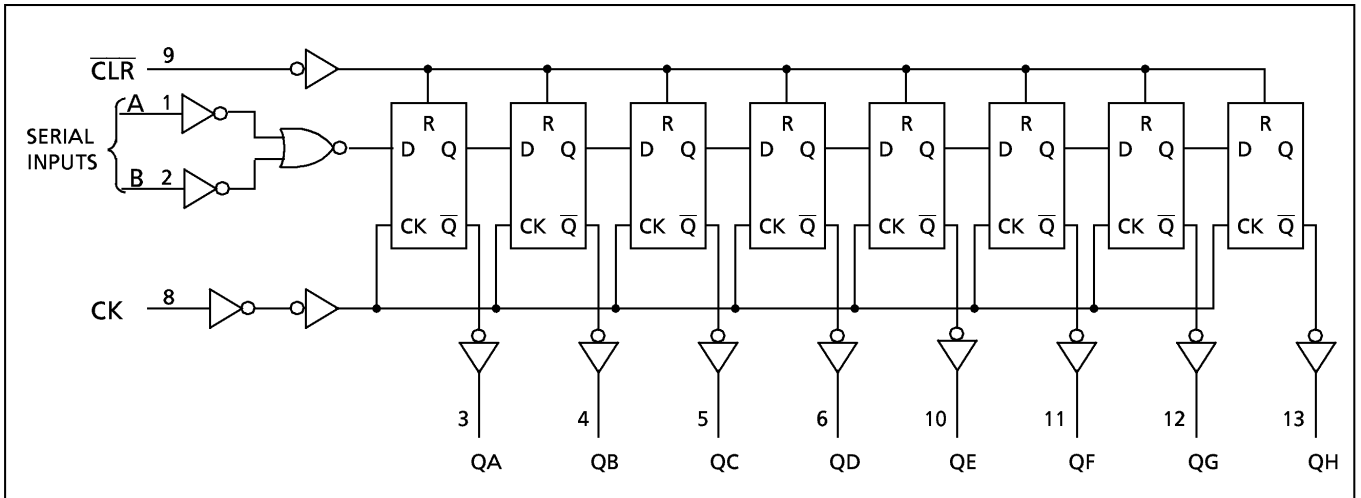 C̅L̅R̅ 9
A 1
SERIAL
INPUTS
B 2
R R R R R R R R
D Q D Q D Q D Q D Q D Q D Q D Q
CK Q̅ CK Q̅ CK Q̅ CK Q̅ CK Q̅ CK Q̅ CK Q̅ CK Q̅
CK 8
3 4 5 6 10 11 12 13
QA QB QC QD QE QF QG QH